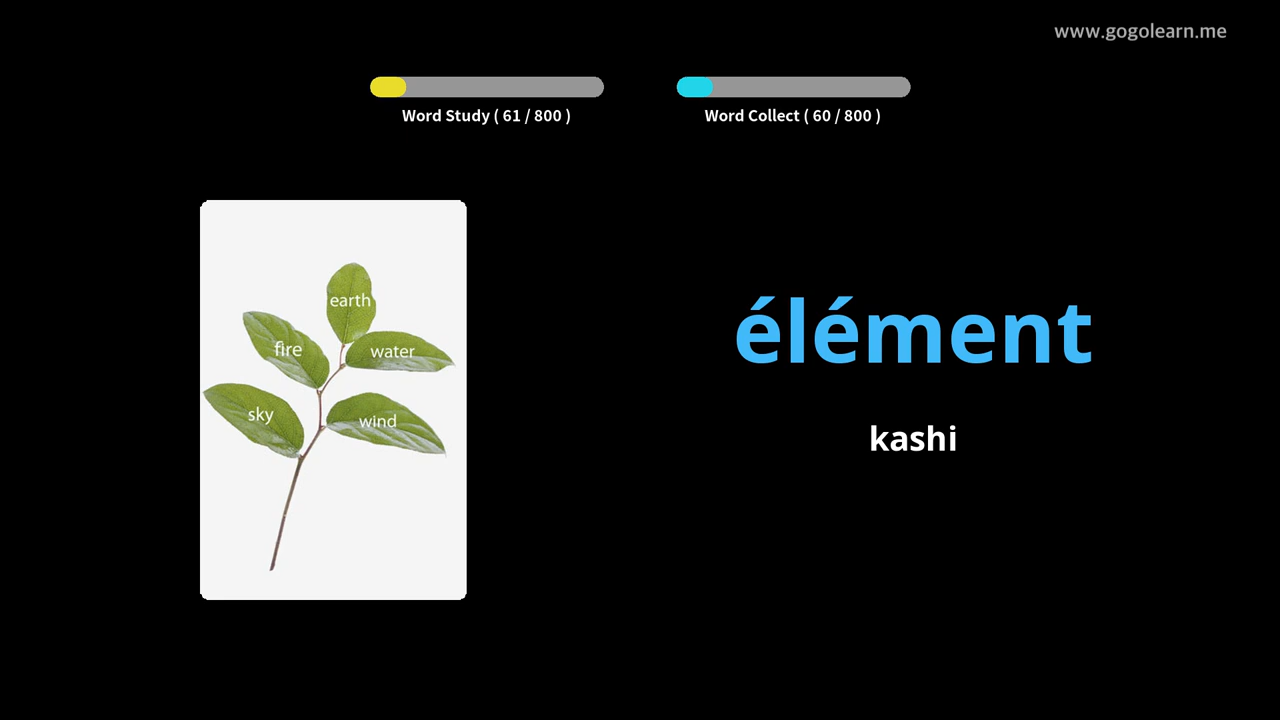 www.gogolearn.me
Word Study ( 61 / 800 )
Word Collect ( 60 / 800 )
earth
fire
water
sky
wind
élément
kashi